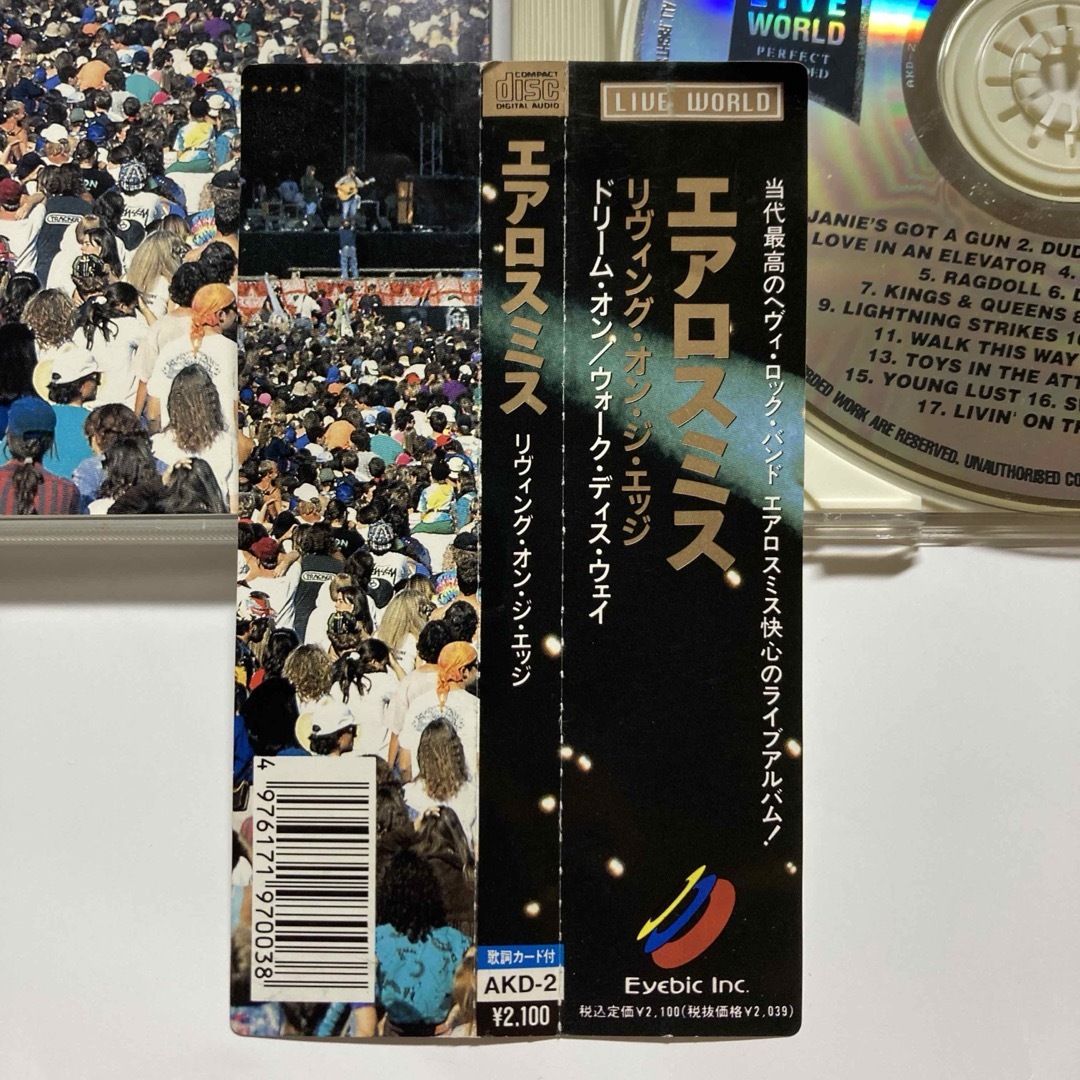 COMPACT
disc
DIGITAL AUDIO
エアロスミス
リヴィング・オン・ジ・エッジ
歌詞カード付
AKD-2
¥2,100
LIVE WORLD
当代最高のヘヴィ・ロック・バンド エアロスミス快心のライブアルバム!
エアロスミス
リヴィング・オン・ジ・エッジ
ドリーム・オン/ウォーク・ディス・ウェイ
Eyebic Inc.
税込定価¥2,100(税抜価格¥2,039)
4 976171 970038
LIVE
WORLD
PERFECT
JANIE'S GOT A GUN 2.
LOVE IN AN ELEVATOR 4.
5. RAGDOLL 6.
7. KINGS & QUEENS
9. LIGHTNING STRIKES
11. WALK THIS WAY
13. TOYS IN THE
15. YOUNG LUST 16.
17. LIVIN' ON
WORK ARE RESERVED. UNAUTHORISED